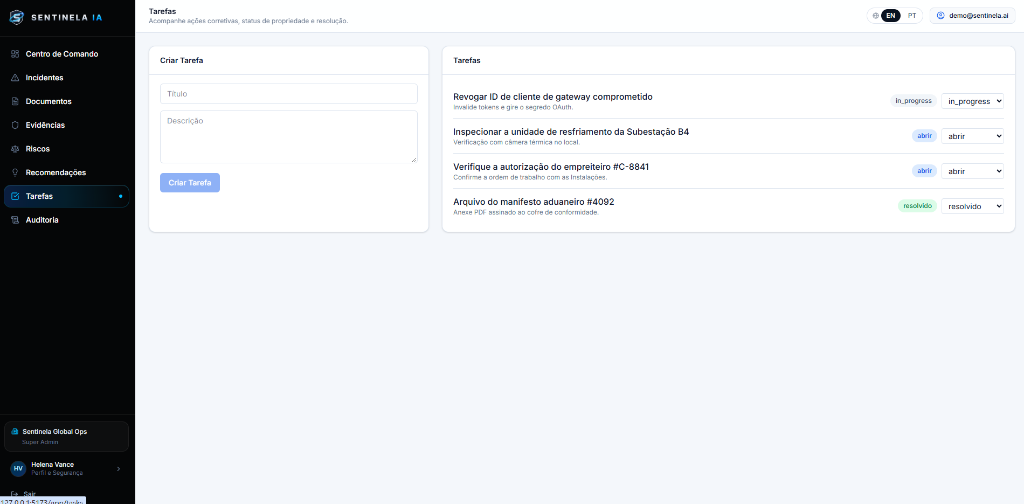 SENTINELA IA
Centro de Comando
Incidentes
Documentos
Evidências
Riscos
Recomendações
Tarefas
Auditoria
Sentinela Global Ops
Super Admin
HV
Helena Vance
Perfil e Segurança
Sair
Tarefas
Acompanhe ações corretivas, status de propriedade e resolução.
EN PT
demo@sentinela.ai
Criar Tarefa
Título
Descrição
Criar Tarefa
Tarefas
Revogar ID de cliente de gateway comprometido
Invalide tokens e gire o segredo OAuth.
in_progress in_progress
Inspecionar a unidade de resfriamento da Subestação B4
Verificação com câmera térmica no local.
abrir abrir
Verifique a autorização do empreiteiro #C-8841
Confirme a ordem de trabalho com as Instalações.
abrir abrir
Arquivo do manifesto aduaneiro #4092
Anexe PDF assinado ao cofre de conformidade.
resolvido resolvido